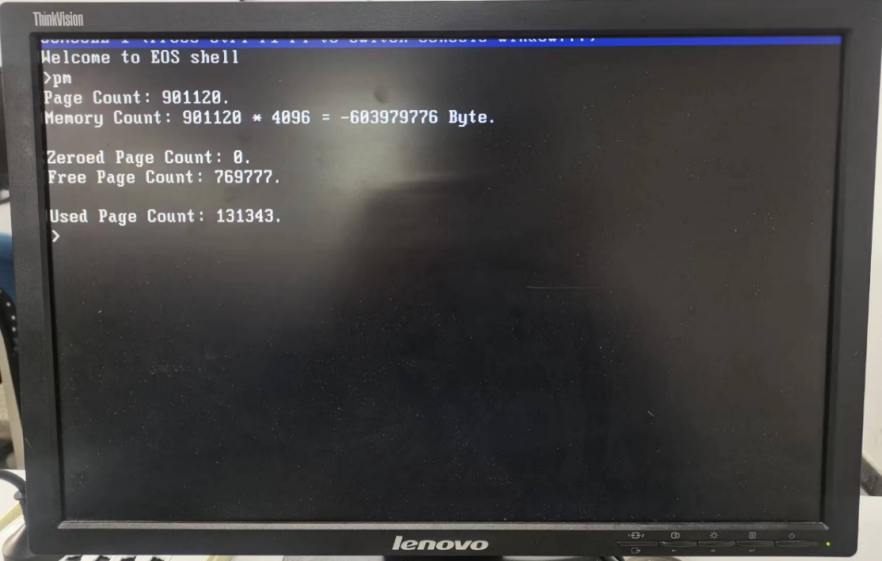 ThinkVision
Welcome to EOS shell
>pm
Page Count: 901120.
Memory Count: 901120 * 4096 = -603979776 Byte.
Zeroed Page Count: 0.
Free Page Count: 769777.
Used Page Count: 131343.
>
lenovo